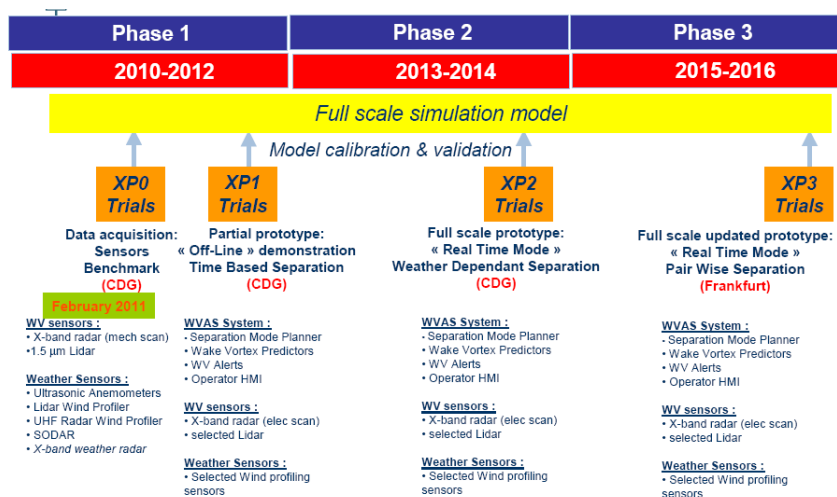 Phase 1
Phase 2
Phase 3
2010-2012
2013-2014
2015-2016
Full scale simulation model
Model calibration & validation
XP0
Trials
Data acquisition:
Sensors
Benchmark
(CDG)
February 2011
WV sensors :
• X-band radar (mech scan)
•1.5 µm Lidar
Weather Sensors :
• Ultrasonic Anemometers
• Lidar Wind Profiler
• UHF Radar Wind Profiler
• SODAR
• X-band weather radar
XP1
Trials
Partial prototype:
« Off-Line » demonstration
Time Based Separation
(CDG)
WVAS System :
- Separation Mode Planner
• Wake Vortex Predictors
• WV Alerts
• Operator HMI
WV sensors :
• X-band radar (elec scan)
• selected Lidar
Weather Sensors :
• Selected Wind profiling
sensors
XP2
Trials
Full scale prototype:
« Real Time Mode »
Weather Dependant Separation
(CDG)
WVAS System :
- Separation Mode Planner
• Wake Vortex Predictors
• WV Alerts
• Operator HMI
WV sensors :
• X-band radar (elec scan)
• selected Lidar
Weather Sensors :
• Selected Wind profiling
sensors
XP3
Trials
Full scale updated prototype:
« Real Time Mode »
Pair Wise Separation
(Frankfurt)
WVAS System :
- Separation Mode Planner
• Wake Vortex Predictors
• WV Alerts
• Operator HMI
WV sensors :
• X-band radar (elec scan)
• selected Lidar
Weather Sensors :
• Selected Wind profiling
sensors